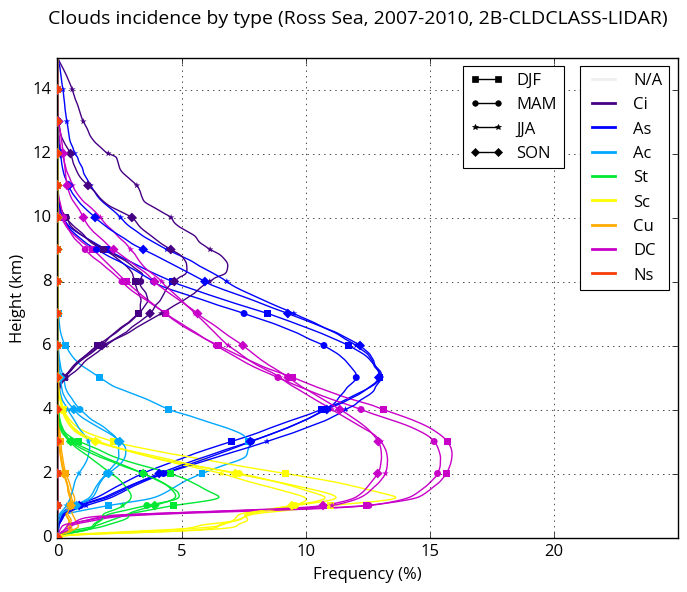 Clouds incidence by type (Ross Sea, 2007-2010, 2B-CLDCLASS-LIDAR)
DJF
MAM
JJA
SON
N/A
Ci
As
Ac
St
Sc
Cu
DC
Ns
Height (km)
14
12
10
8
6
4
2
0
0 5 10 15 20
Frequency (%)